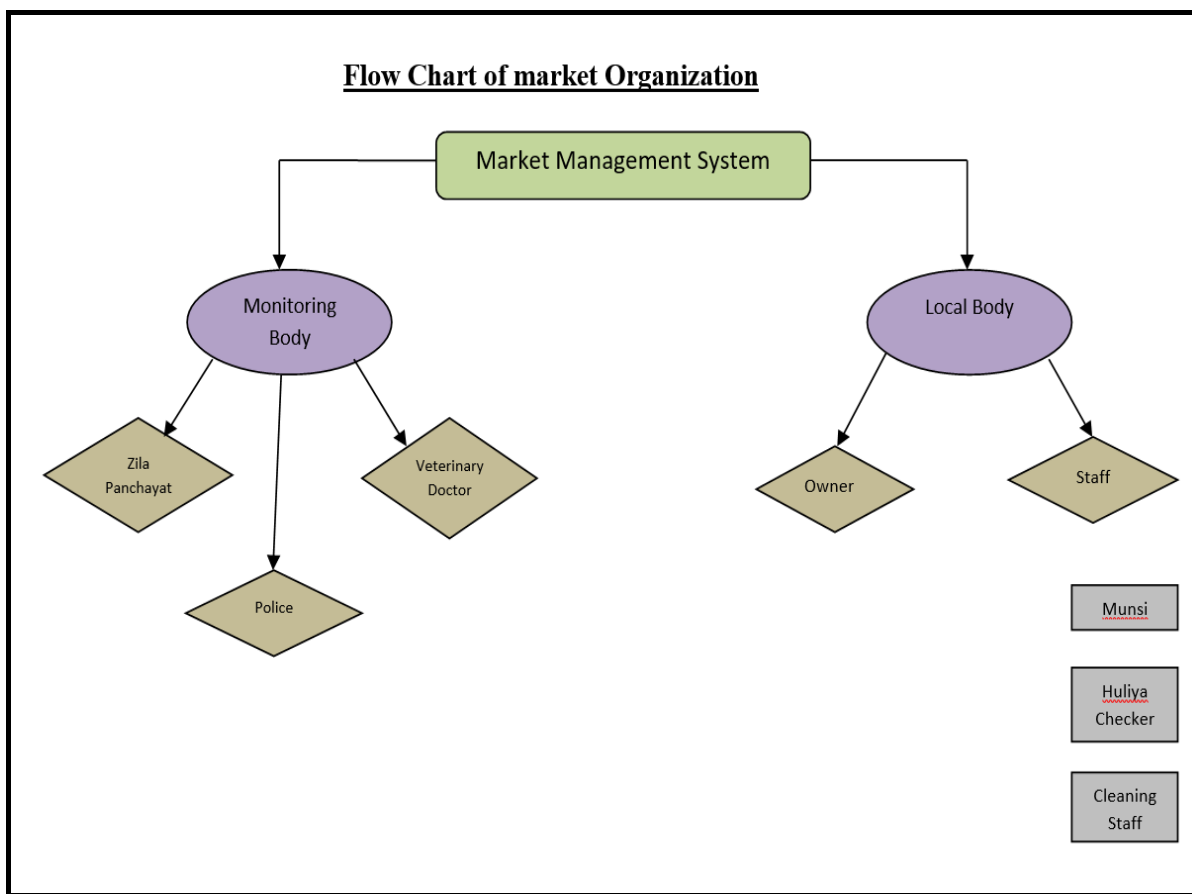 Flow Chart of market Organization
Market Management System
Monitoring
Body
Local Body
Zila
Panchayat
Veterinary
Doctor
Owner
Staff
Police
Munsi
Huliya
Checker
Cleaning
Staff